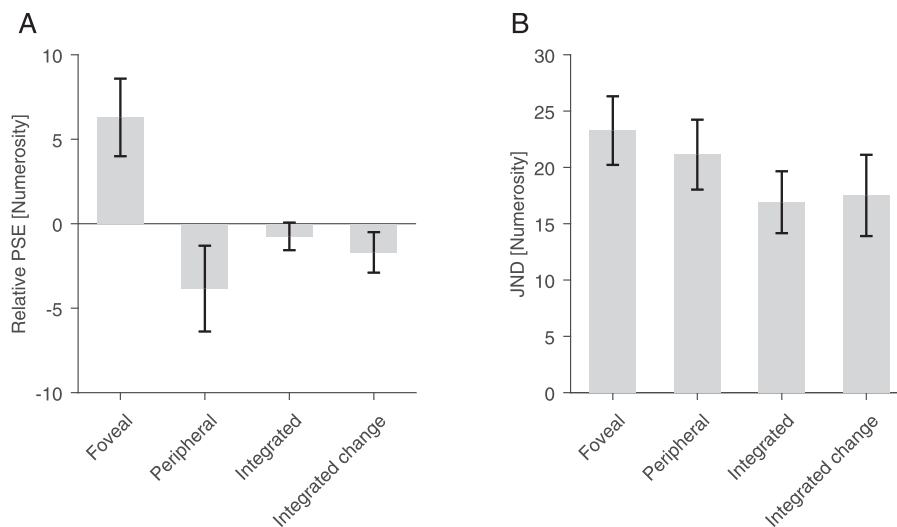 A
Relative PSE [Numerosity]
10
5
0
-5
-10
Foveal
Peripheral
Integrated
Integrated change
B
JND [Numerosity]
30
25
20
15
10
5
0
Foveal
Peripheral
Integrated
Integrated change